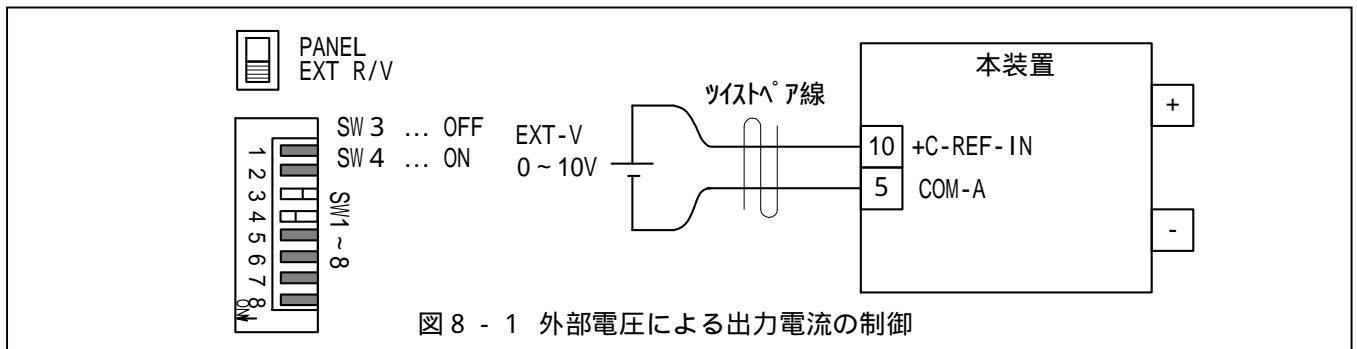 PANEL
EXT R/V
SW3 ... OFF
SW4 ... ON
1
2
3
4
5
6
7
8
ON
SW1~8
EXT-V
0~10V
ﾂｲｽﾄﾍﾟｱ線
本装置
10 +C-REF-IN
5 COM-A
+
-
図8-1 外部電圧による出力電流の制御